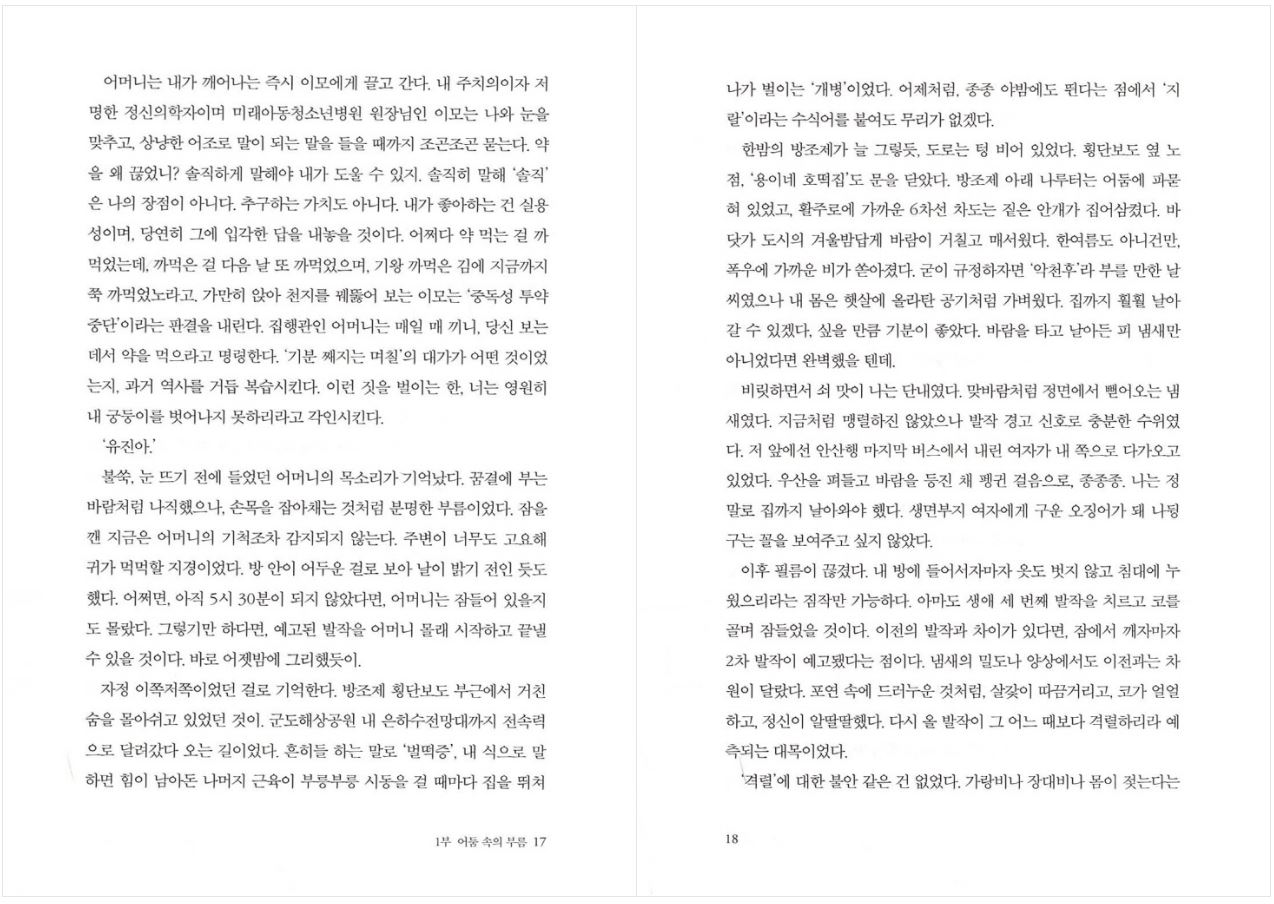 어머니는 내가 깨어나는 즉시 이모에게 끌고 간다. 내 주치의이자 저
명한 정신의학자이며 미래아동청소년병원 원장님인 이모는 나와 눈을
맞추고, 상냥한 어조로 말이 되는 말을 들을 때까지 조곤조곤 묻는다. 약
을 왜 끊었니? 솔직하게 말해야 내가 도울 수 있지. 솔직히 말해 ‘솔직’
은 나의 장점이 아니다. 추구하는 가치도 아니다. 내가 좋아하는 건 실용
성이며, 당연히 그에 입각한 답을 내놓을 것이다. 어쩌다 약 먹는 걸 까
먹었는데, 까먹은 걸 다음 날 또 까먹었으며, 기왕 까먹은 김에 지금까지
쭉 까먹었노라고. 가만히 앉아 천지를 꿰뚫어 보는 이모는 ‘중독성 투약
중단’이라는 판결을 내린다. 집행관인 어머니는 매일 매 끼니, 당신 보는
데서 약을 먹으라고 명령한다. ‘기분 째지는 며칠’의 대가가 어떤 것이었
는지, 과거 역사를 거듭 복습시킨다. 이런 짓을 벌이는 한, 너는 영원히
내 궁둥이를 벗어나지 못하리라고 각인시킨다.
‘유진아.’
불쑥, 눈 뜨기 전에 들었던 어머니의 목소리가 기억났다. 꿈결에 부는
바람처럼 나직했으나, 손목을 잡아채는 것처럼 분명한 부름이었다. 잠을
깬 지금은 어머니의 기척조차 감지되지 않는다. 주변이 너무도 고요해
귀가 먹먹할 지경이었다. 방 안이 어두운 걸로 보아 날이 밝기 전인 듯도
했다. 어쩌면, 아직 5시 30분이 되지 않았다면, 어머니는 잠들어 있을지
도 몰랐다. 그렇기만 하다면, 예고된 발작을 어머니 몰래 시작하고 끝낼
수 있을 것이다. 바로 어젯밤에 그리했듯이.
자정 이쪽저쪽이었던 걸로 기억한다. 방조제 횡단보도 부근에서 거친
숨을 몰아쉬고 있었던 것이. 군도해상공원 내 은하수전망대까지 전속력
으로 달려갔다 오는 길이었다. 흔히들 하는 말로 ‘벌떡증’, 내 식으로 말
하면 힘이 남아돈 나머지 근육이 부릉부릉 시동을 걸 때마다 집을 뛰쳐
1부 어둠 속의 부름 17
나가 벌이는 ‘개병’이었다. 어제처럼, 종종 야밤에도 뛴다는 점에서 ‘지
랄’이라는 수식어를 붙여도 무리가 없겠다.
한밤의 방조제가 늘 그렇듯, 도로는 텅 비어 있었다. 횡단보도 옆 노
점, ‘용이네 호떡집’도 문을 닫았다. 방조제 아래 나루터는 어둠에 파묻
혀 있었고, 활주로에 가까운 6차선 차도는 짙은 안개가 집어삼켰다. 바
닷가 도시의 겨울밤답게 바람이 거칠고 매서웠다. 한여름도 아니건만,
폭우에 가까운 비가 쏟아졌다. 굳이 규정하자면 ‘악천후’라 부를 만한 날
씨였으나 내 몸은 햇살에 올라탄 공기처럼 가벼웠다. 집까지 훨훨 날아
갈 수 있겠다, 싶을 만큼 기분이 좋았다. 바람을 타고 날아든 피 냄새만
아니었다면 완벽했을 텐데.
비릿하면서 쇠 맛이 나는 단내였다. 맞바람처럼 정면에서 뻗어오는 냄
새였다. 지금처럼 맹렬하진 않았으나 발작 경고 신호로 충분한 수위였
다. 저 앞에선 안산행 마지막 버스에서 내린 여자가 내 쪽으로 다가오고
있었다. 우산을 펴들고 바람을 등진 채 펭귄 걸음으로, 종종종. 나는 정
말로 집까지 날아와야 했다. 생면부지 여자에게 구운 오징어가 돼 나뒹
구는 꼴을 보여주고 싶지 않았다.
이후 필름이 끊겼다. 내 방에 들어서자마자 옷도 벗지 않고 침대에 누
웠으리라는 짐작만 가능하다. 아마도 생애 세 번째 발작을 치르고 코를
골며 잠들었을 것이다. 이전의 발작과 차이가 있다면, 잠에서 깨자마자
2차 발작이 예고됐다는 점이다. 냄새의 밀도나 양상에서도 이전과는 차
원이 달랐다. 포연 속에 드러누운 것처럼, 살갗이 따끔거리고, 코가 얼얼
하고, 정신이 알딸딸했다. 다시 올 발작이 그 어느 때보다 격렬하리라 예
측되는 대목이었다.
‘격렬’에 대한 불안 같은 건 없었다. 가랑비나 장대비나 몸이 젖는다는
18